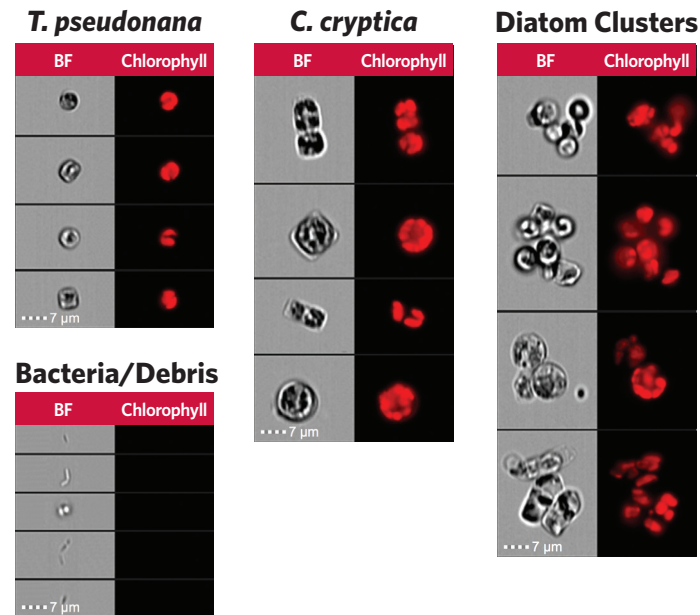 T. pseudonana
BF Chlorophyll
7 µm
Bacteria/Debris
BF Chlorophyll
7 µm
C. cryptica
BF Chlorophyll
7 µm
Diatom Clusters
BF Chlorophyll
7 µm